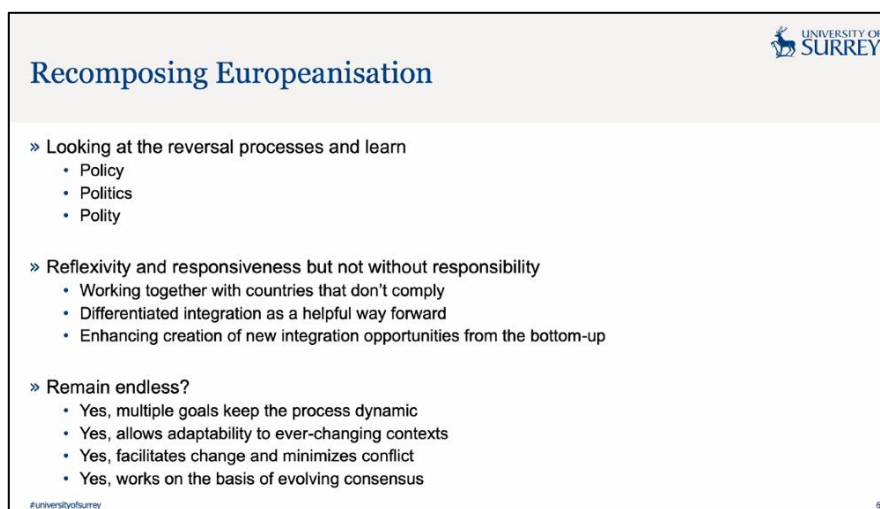 UNIVERSITY OF
SURREY
Recomposing Europeanisation
» Looking at the reversal processes and learn
• Policy
• Politics
• Polity
» Reflexivity and responsiveness but not without responsibility
• Working together with countries that don't comply
• Differentiated integration as a helpful way forward
• Enhancing creation of new integration opportunities from the bottom-up
» Remain endless?
• Yes, multiple goals keep the process dynamic
• Yes, allows adaptability to ever-changing contexts
• Yes, facilitates change and minimizes conflict
• Yes, works on the basis of evolving consensus
#universityofsurrey
6